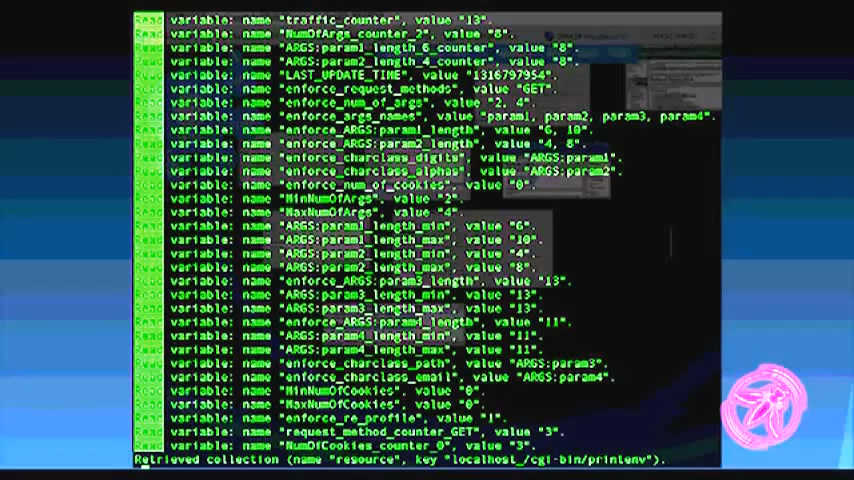 Read variable: name "traffic_counter", value "13".
Read variable: name "NumOfArgs_counter_2", value "8".
Read variable: name "ARGS:param1_length_6_counter", value "8".
Read variable: name "ARGS:param2_length_4_counter", value "8".
Read variable: name "LAST_UPDATE_TIME", value "1316797954".
Read variable: name "enforce_request_methods", value "GET".
Read variable: name "enforce_num_of_args", value "2, 4".
Read variable: name "enforce_args_names", value "param1, param2, param3, param4".
Read variable: name "enforce_ARGS:param1_length", value "6, 10".
Read variable: name "enforce_ARGS:param2_length", value "4, 8".
Read variable: name "enforce_charclass_digits", value "ARGS:param1".
Read variable: name "enforce_charclass_alphas", value "ARGS:param2".
Read variable: name "enforce_num_of_cookies", value "0".
Read variable: name "MinNumOfArgs", value "2".
Read variable: name "MaxNumOfArgs", value "4".
Read variable: name "ARGS:param1_length_min", value "6".
Read variable: name "ARGS:param1_length_max", value "10".
Read variable: name "ARGS:param2_length_min", value "4".
Read variable: name "ARGS:param2_length_max", value "8".
Read variable: name "enforce_ARGS:param3_length", value "13".
Read variable: name "ARGS:param3_length_min", value "13".
Read variable: name "ARGS:param3_length_max", value "13".
Read variable: name "enforce_ARGS:param4_length", value "11".
Read variable: name "ARGS:param4_length_min", value "11".
Read variable: name "ARGS:param4_length_max", value "11".
Read variable: name "enforce_charclass_path", value "ARGS:param3".
Read variable: name "enforce_charclass_email", value "ARGS:param4".
Read variable: name "MinNumOfCookies", value "0".
Read variable: name "MaxNumOfCookies", value "0".
Read variable: name "enforce_re_profile", value "1".
Read variable: name "request_method_counter_GET", value "3".
Read variable: name "NumOfCookies_counter_0", value "3".
Retrieved collection (name "resource", key "localhost_/cgi-bin/printenv").